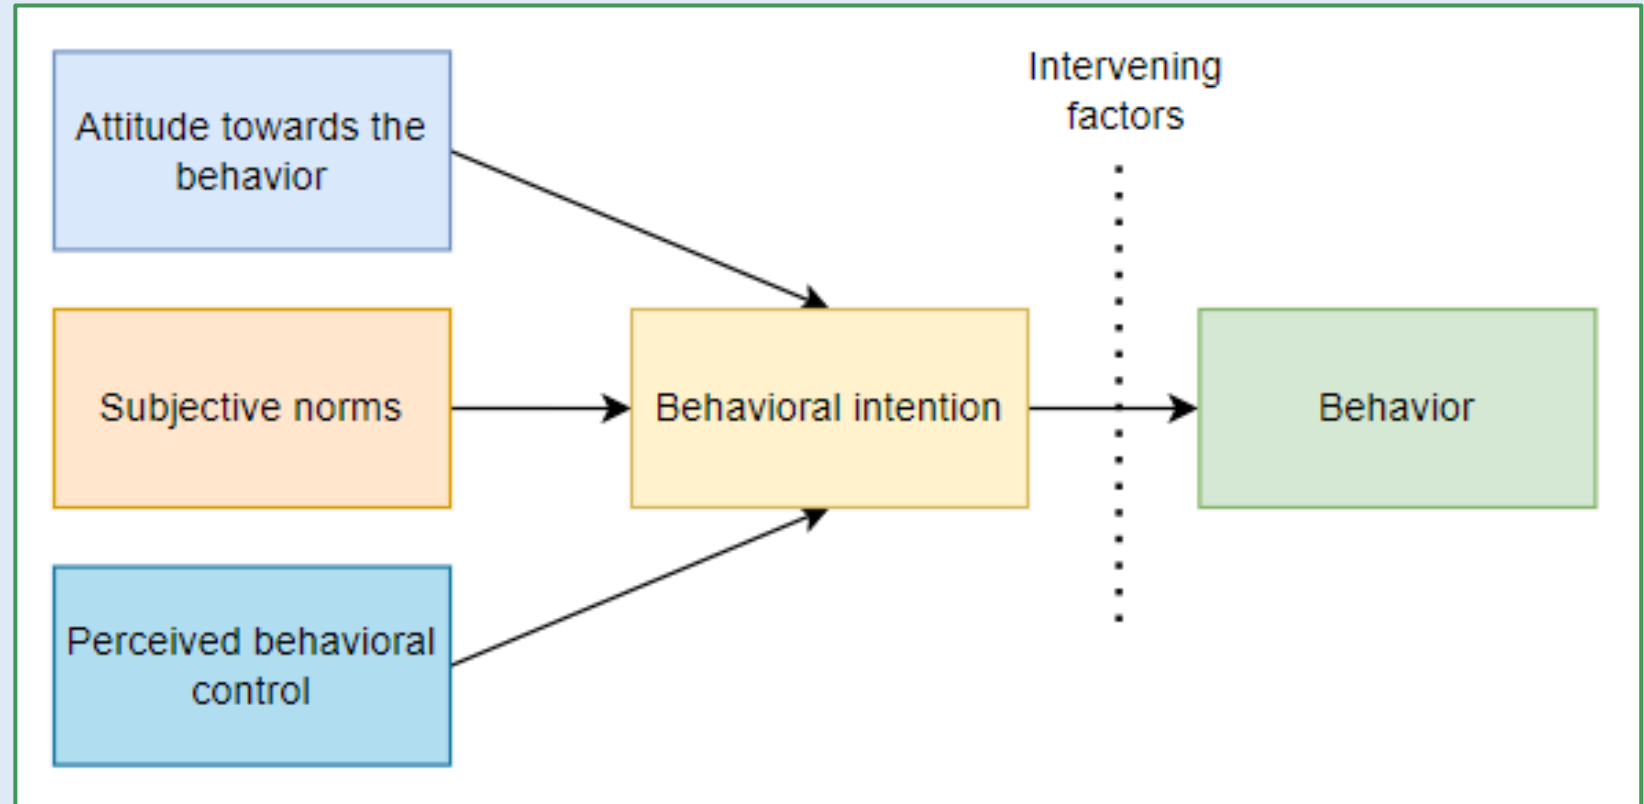 Attitude towards the
behavior
Subjective norms
Perceived behavioral
control
Behavioral intention
Intervening
factors
Behavior